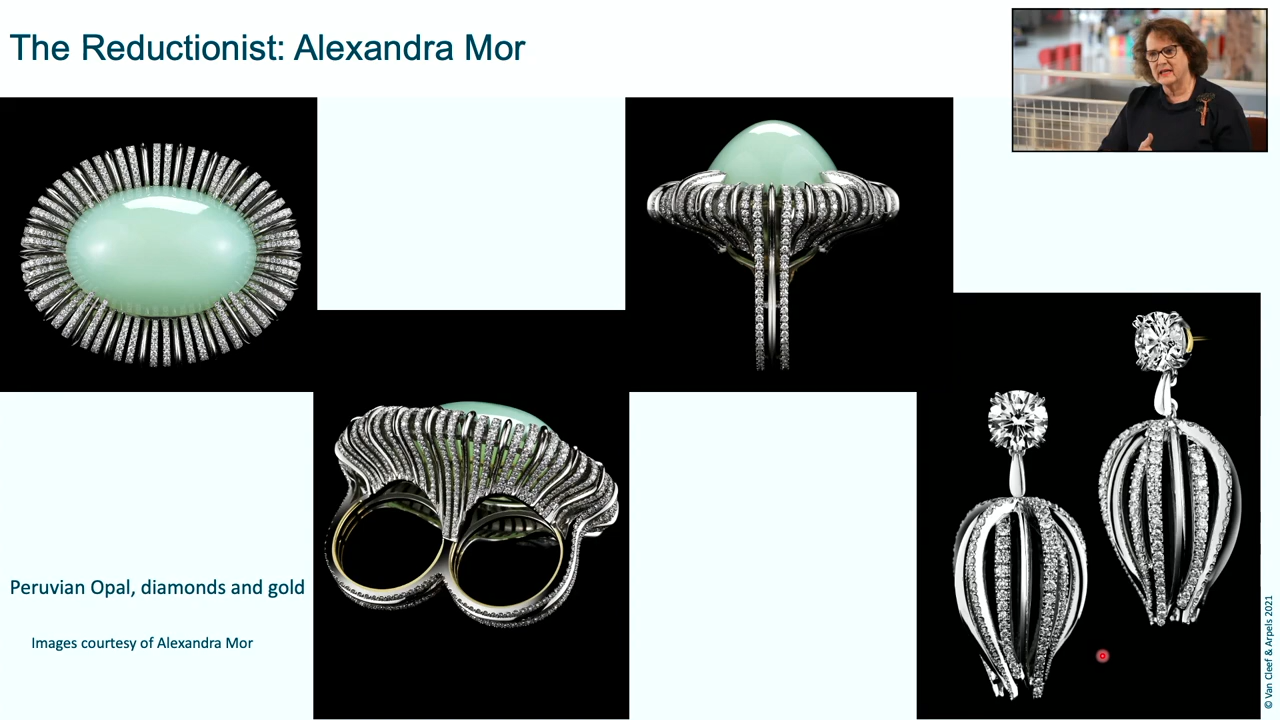 The Reductionist: Alexandra Mor
Peruvian Opal, diamonds and gold
Images courtesy of Alexandra Mor
© Van Cleef & Arpels 2021